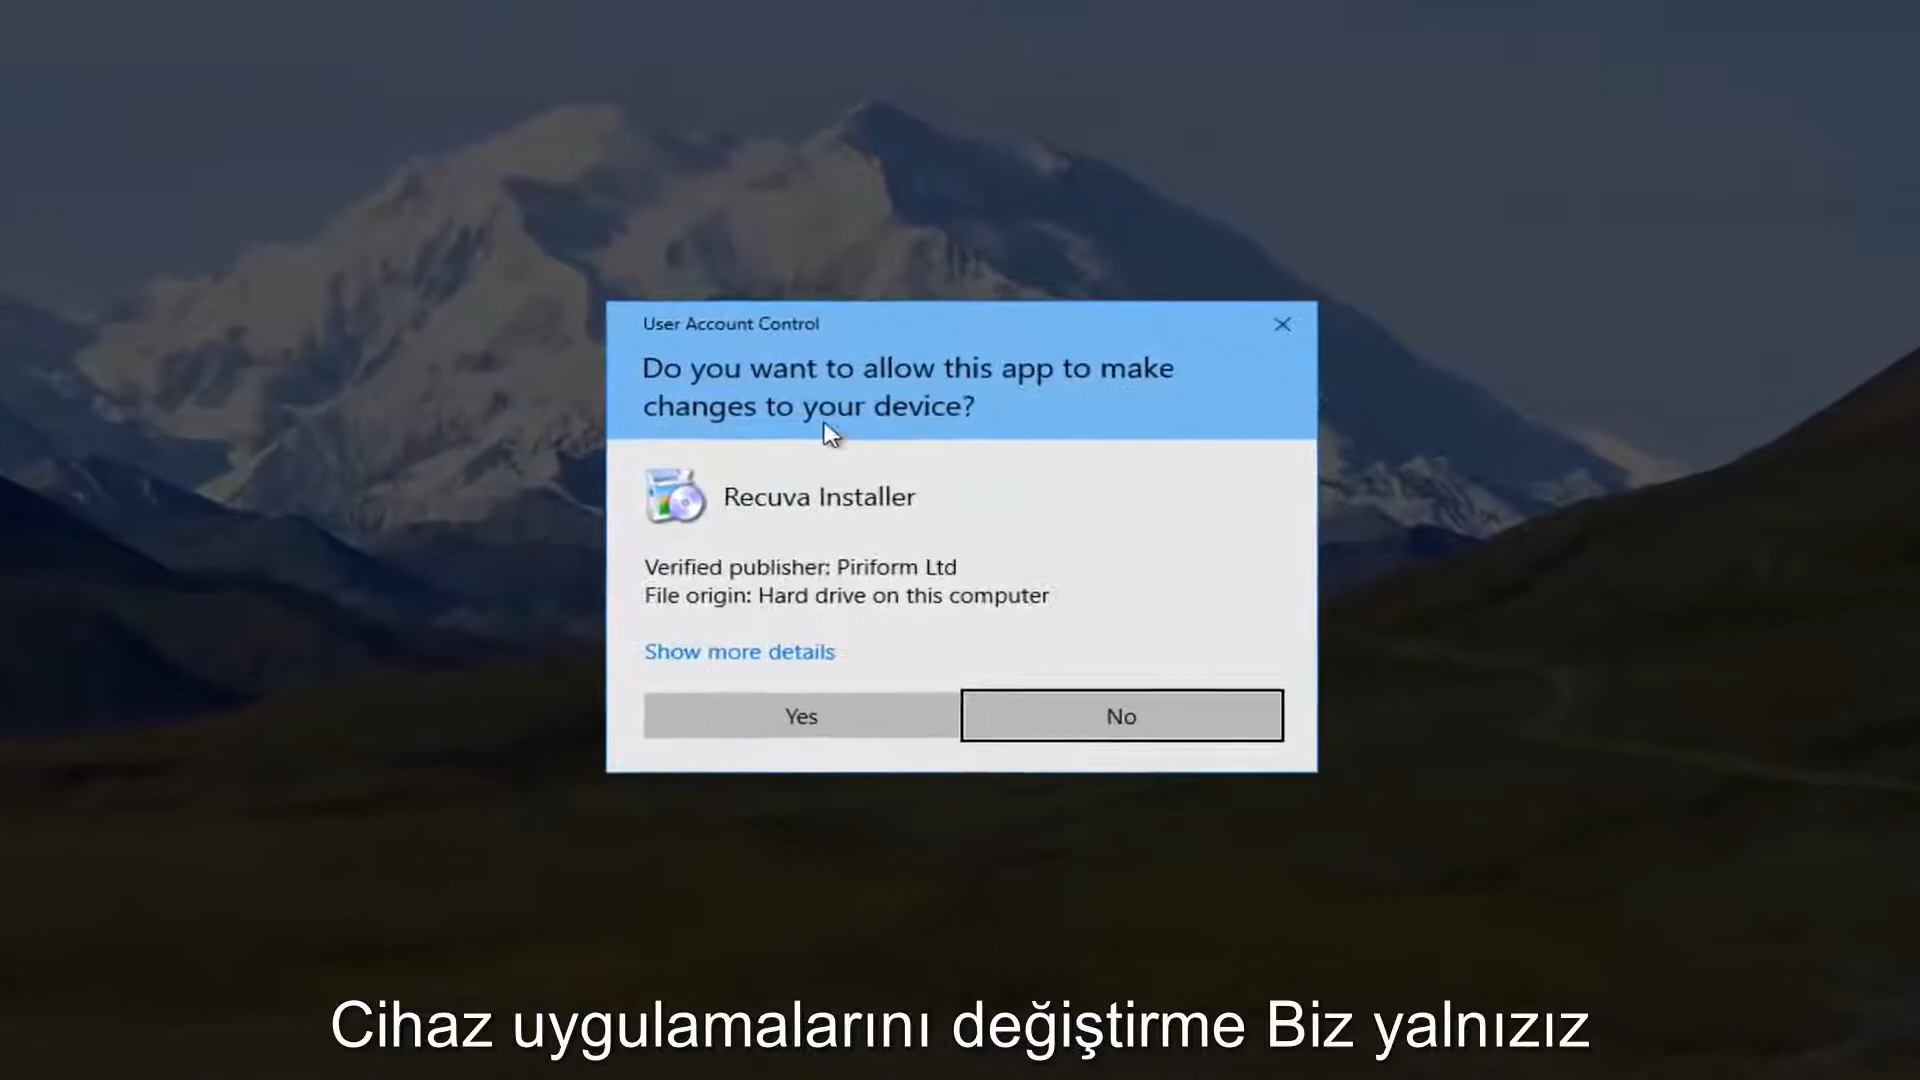 User Account Control
Do you want to allow this app to make
changes to your device?
Recuva Installer
Verified publisher: Piriform Ltd
File origin: Hard drive on this computer
Show more details
Yes
No
Cihaz uygulamalarını değiştirme Biz yalnızız